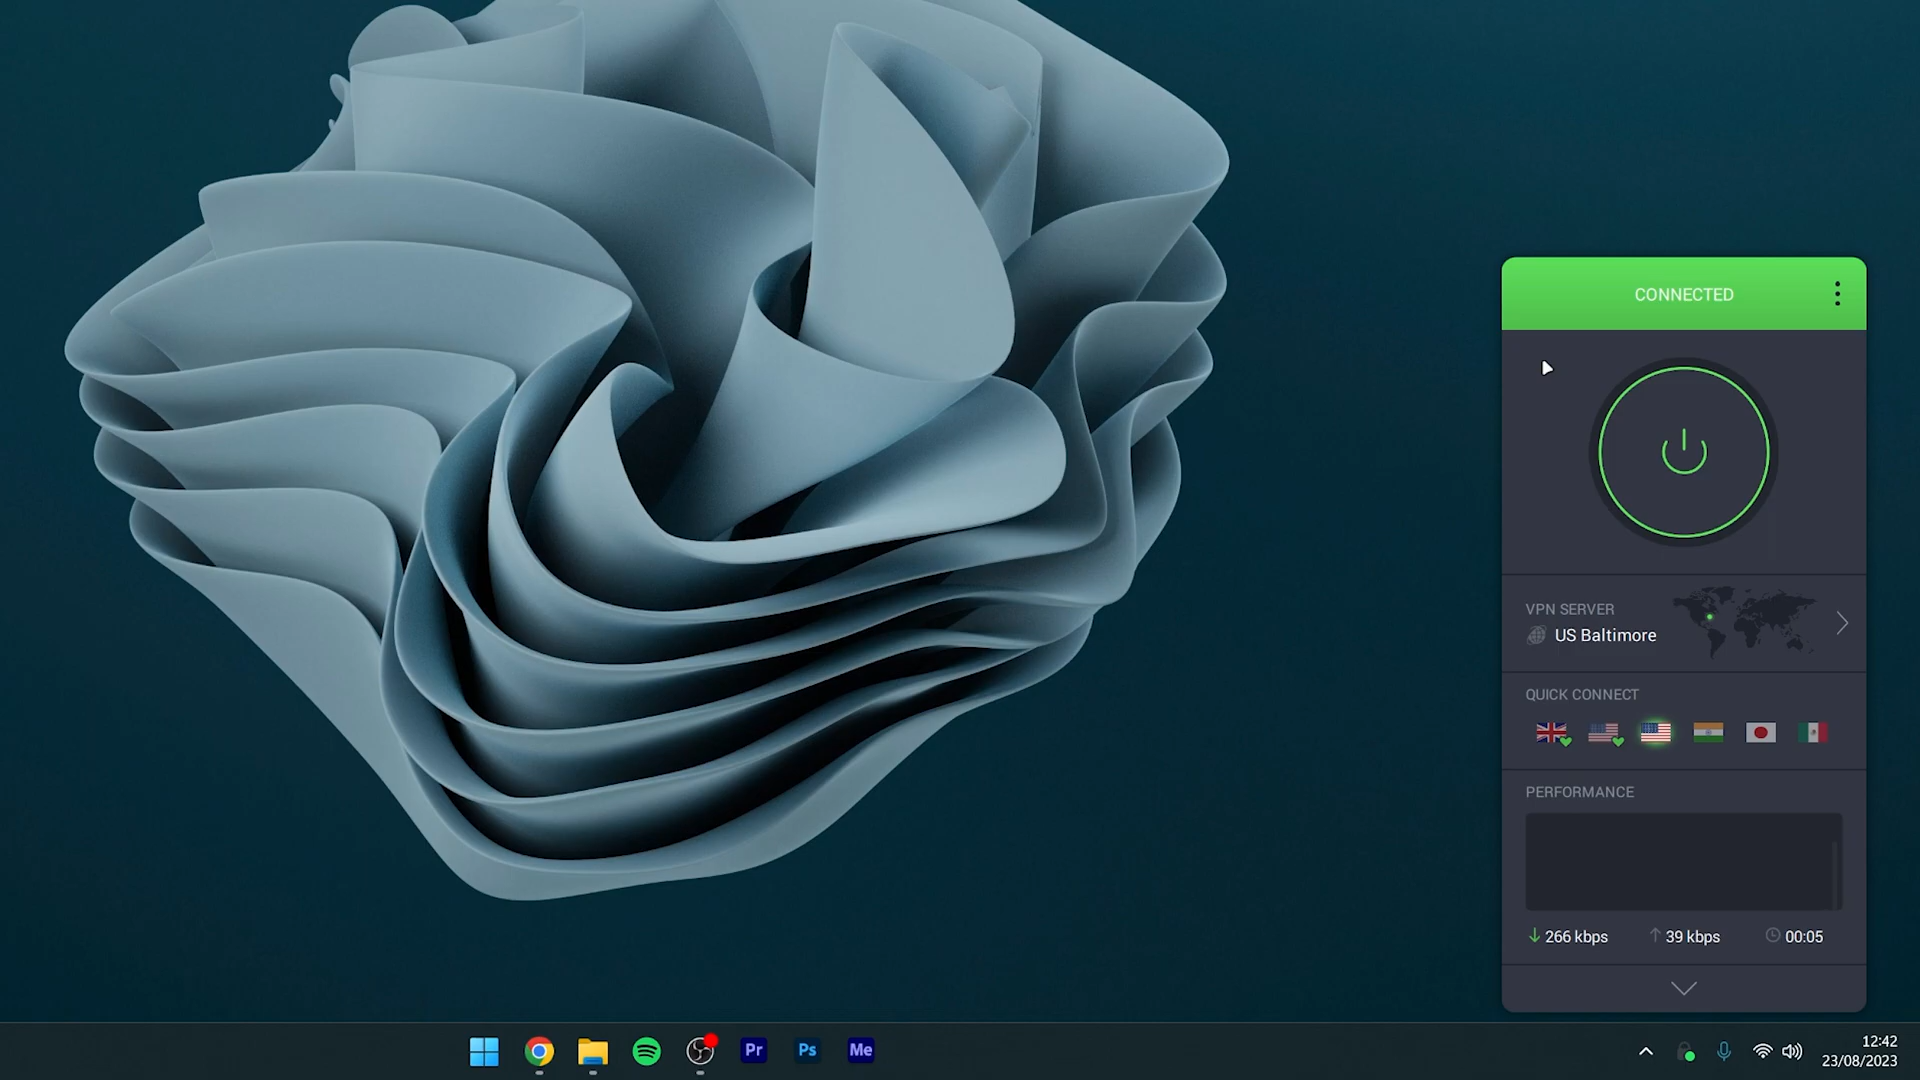 CONNECTED
VPN SERVER
US Baltimore
QUICK CONNECT
PERFORMANCE
266 kbps 39 kbps 00:05
Pr Ps Me
12:42
23/08/2023